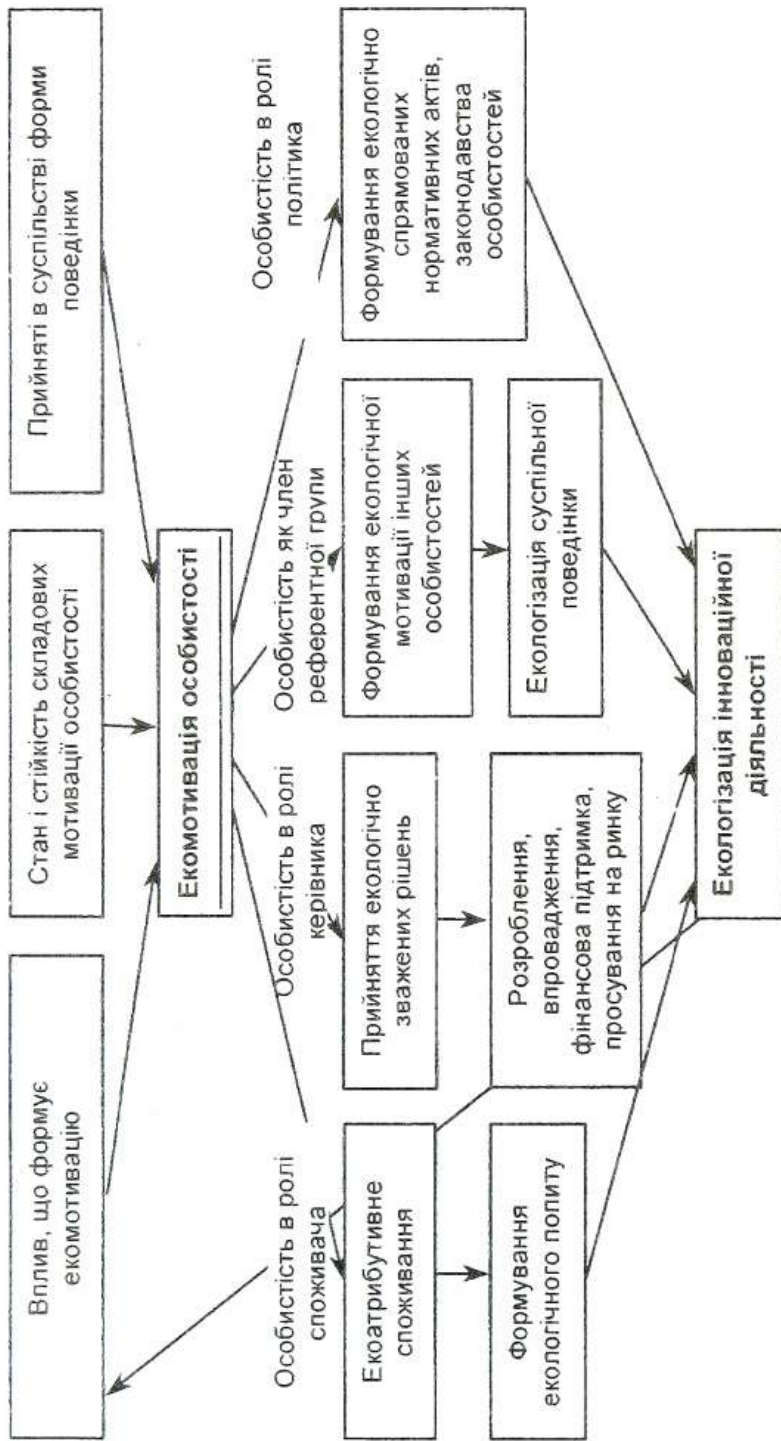 Вплив, що формує
екомотивацію
Стан і стійкість складових
мотивації особистості
Прийняті в суспільстві форми
поведінки
Екомотивація особистості
Особистість в ролі
споживача
Особистість в ролі
керівника
Особистість як член
референтної групи
Особистість в ролі
політика
Екоатрибутивне
споживання
Прийняття екологічно
зважених рішень
Формування екологічної
мотивації інших
особистостей
Формування екологічно
спрямованих
нормативних актів,
законодавства
особистостей
Формування
екологічного попиту
Розроблення,
впровадження,
фінансова підтримка,
просування на ринку
Екологізація суспільної
поведінки
Екологізація інноваційної
діяльності